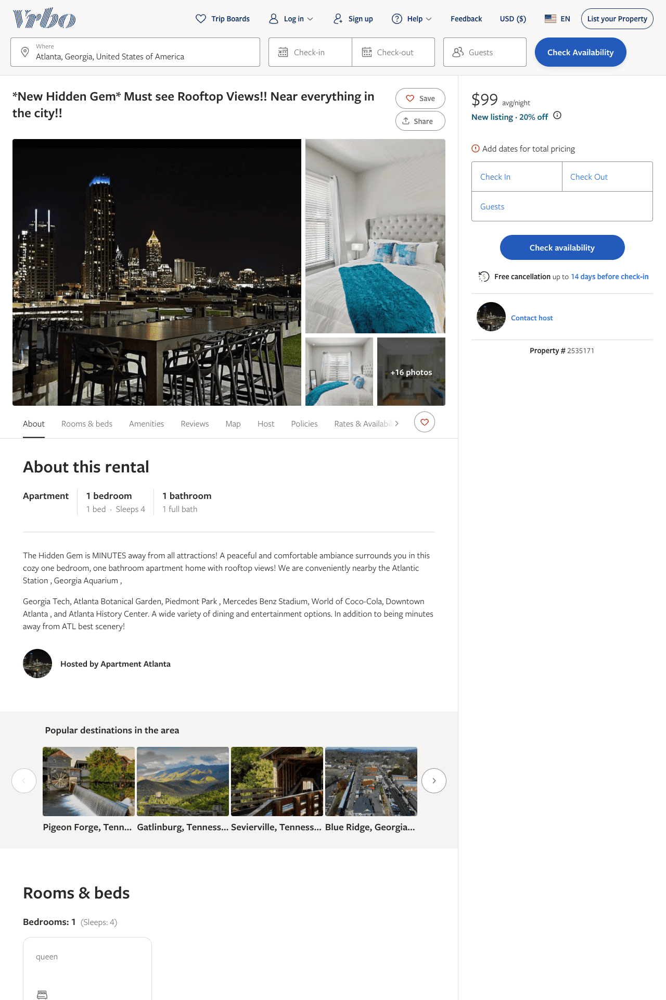 Vrbo
Trip Boards
Log in
Sign up
Help
Feedback
USD ($)
EN
List your Property
Where
Atlanta, Georgia, United States of America
Check-in
Check-out
Guests
Check Availability
*New Hidden Gem* Must see Rooftop Views!! Near everything in
the city!!
Save
Share
$99 avg/night
New listing · 20% off
Add dates for total pricing
Check In
Check Out
Guests
Check availability
Free cancellation up to 14 days before check-in
Contact host
Property # 2535171
+16 photos
About
Rooms & beds
Amenities
Reviews
Map
Host
Policies
Rates & Availabili
About this rental
Apartment
1 bedroom
1 bed · Sleeps 4
1 bathroom
1 full bath
The Hidden Gem is MINUTES away from all attractions! A peaceful and comfortable ambiance surrounds you in this
cozy one bedroom, one bathroom apartment home with rooftop views! We are conveniently nearby the Atlantic
Station , Georgia Aquarium ,
Georgia Tech, Atlanta Botanical Garden, Piedmont Park , Mercedes Benz Stadium, World of Coco-Cola, Downtown
Atlanta , and Atlanta History Center. A wide variety of dining and entertainment options. In addition to being minutes
away from ATL best scenery!
Hosted by Apartment Atlanta
Popular destinations in the area
Pigeon Forge, Tenn...
Gatlinburg, Tenness...
Sevierville, Tenness...
Blue Ridge, Georgia...
Rooms & beds
Bedrooms: 1 (Sleeps: 4)
queen